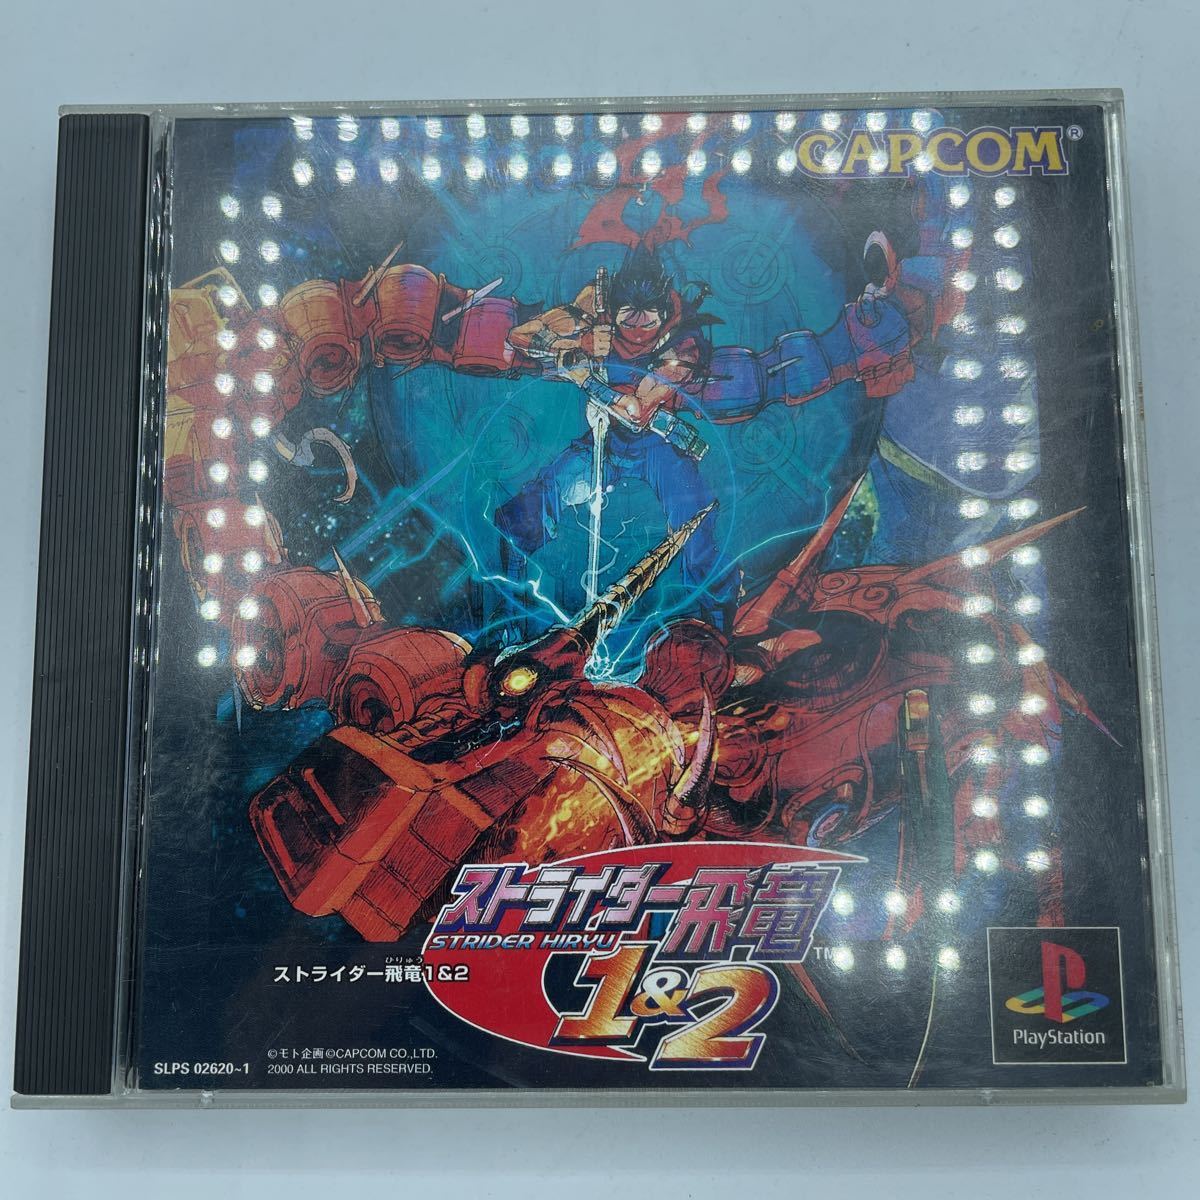 CAPCOM®
ストライダー飛竜
STRIDER HIRYU
TM
1&2
ひりゅう
ストライダー飛竜1&2
©モト企画©CAPCOM CO.,LTD.
SLPS 02620~1 2000 ALL RIGHTS RESERVED.
PlayStation